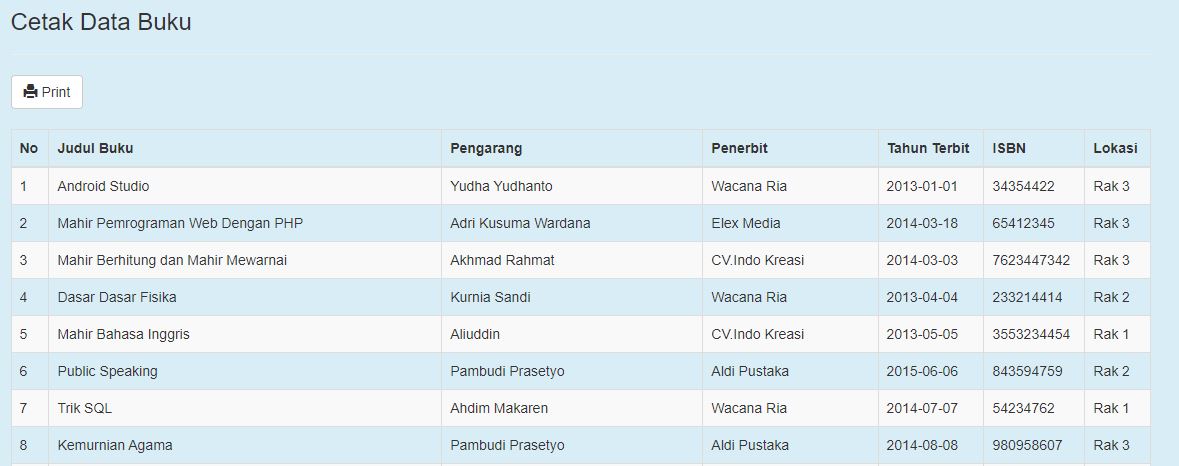 Cetak Data Buku
Print
No Judul Buku Pengarang Penerbit Tahun Terbit ISBN Lokasi
1 Android Studio Yudha Yudhanto Wacana Ria 2013-01-01 34354422 Rak 3
2 Mahir Pemrograman Web Dengan PHP Adri Kusuma Wardana Elex Media 2014-03-18 65412345 Rak 3
3 Mahir Berhitung dan Mahir Mewarnai Akhmad Rahmat CV.Indo Kreasi 2014-03-03 7623447342 Rak 3
4 Dasar Dasar Fisika Kurnia Sandi Wacana Ria 2013-04-04 233214414 Rak 2
5 Mahir Bahasa Inggris Aliuddin CV.Indo Kreasi 2013-05-05 3553234454 Rak 1
6 Public Speaking Pambudi Prasetyo Aldi Pustaka 2015-06-06 843594759 Rak 2
7 Trik SQL Ahdim Makaren Wacana Ria 2014-07-07 54234762 Rak 1
8 Kemurnian Agama Pambudi Prasetyo Aldi Pustaka 2014-08-08 980958607 Rak 3